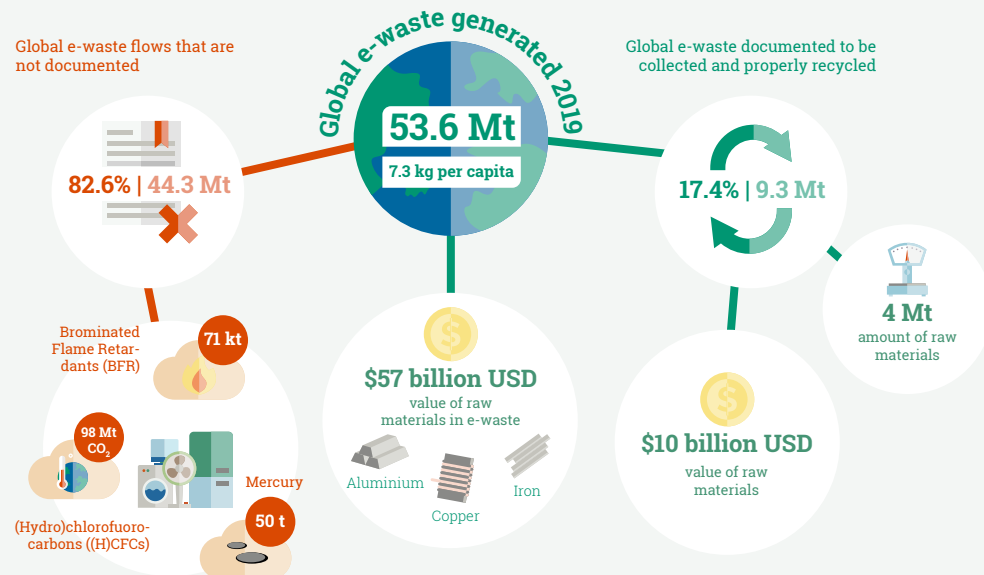 Global e-waste flows that are
not documented
Global e-waste generated 2019
Global e-waste documented to be
collected and properly recycled
53.6 Mt
7.3 kg per capita
82.6% | 44.3 Mt
17.4% | 9.3 Mt
4 Mt
amount of raw
materials
Brominated
Flame Retar-
dants (BFR)
71 kt
98 Mt
CO₂
Mercury
50 t
(Hydro)chlorofuoro-
carbons ((H)CFCs)
$
$57 billion USD
value of raw
materials in e-waste
Aluminium
Copper
Iron
$
$10 billion USD
value of raw
materials